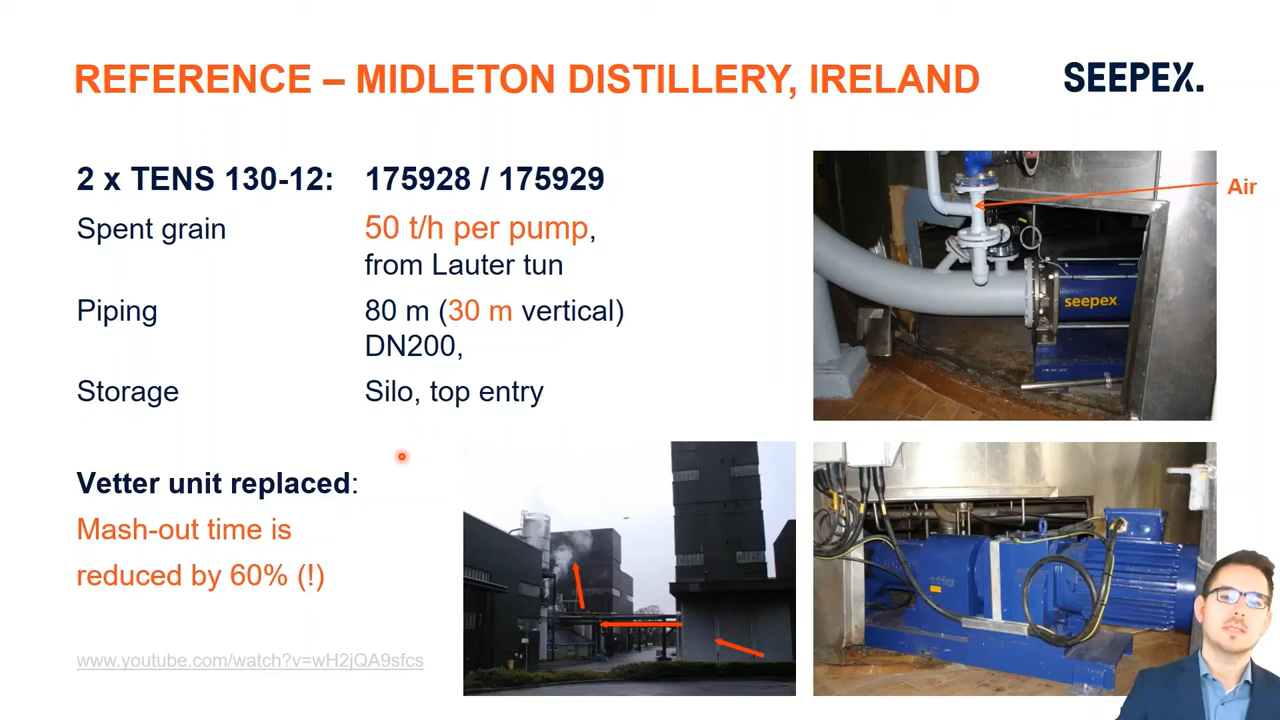 REFERENCE – MIDLETON DISTILLERY, IRELAND
SEEPEX.
2 x TENS 130-12: 175928 / 175929
Spent grain 50 t/h per pump,
from Lauter tun
Piping 80 m (30 m vertical)
DN200,
Storage Silo, top entry
Vetter unit replaced:
Mash-out time is
reduced by 60% (!)
www.youtube.com/watch?v=wH2jQA9sfcs
Air
seepex